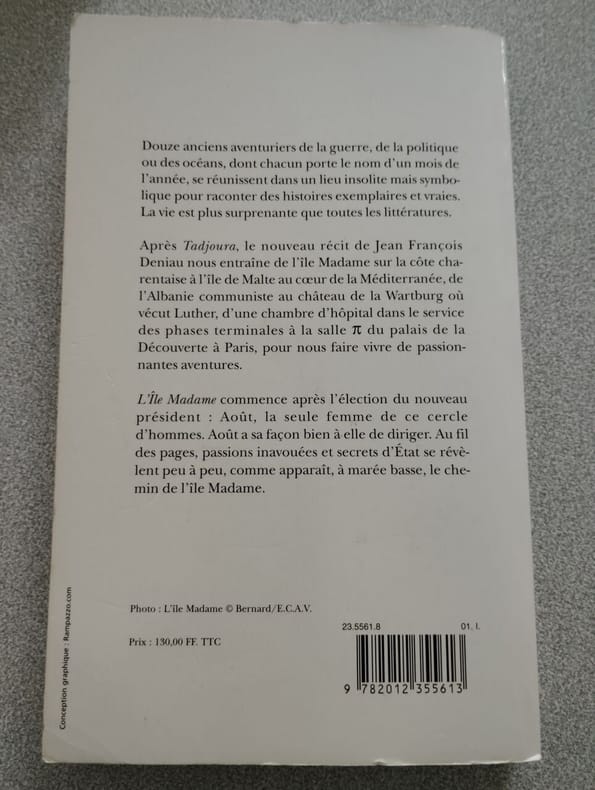 Douze anciens aventuriers de la guerre, de la politique
ou des océans, dont chacun porte le nom d'un mois de
l'année, se réunissent dans un lieu insolite mais symbo-
lique pour raconter des histoires exemplaires et vraies.
La vie est plus surprenante que toutes les littératures.
Après Tadjoura, le nouveau récit de Jean François
Deniau nous entraîne de l'île Madame sur la côte cha-
rentaise à l'île de Malte au cœur de la Méditerranée, de
l'Albanie communiste au château de la Wartburg où
vécut Luther, d'une chambre d'hôpital dans le service
des phases terminales à la salle π du palais de la
Découverte à Paris, pour nous faire vivre de passion-
nantes aventures.
L'Île Madame commence après l'élection du nouveau
président : Août, la seule femme de ce cercle
d'hommes. Août a sa façon bien à elle de diriger. Au fil
des pages, passions inavouées et secrets d'État se révè-
lent peu à peu, comme apparaît, à marée basse, le che-
min de l'île Madame.
Photo : L'île Madame © Bernard/E.C.A.V.
Prix : 130,00 FF. TTC
23.5561.8 01. I.
9 782012 355613
Conception graphique : Rampazzo.com